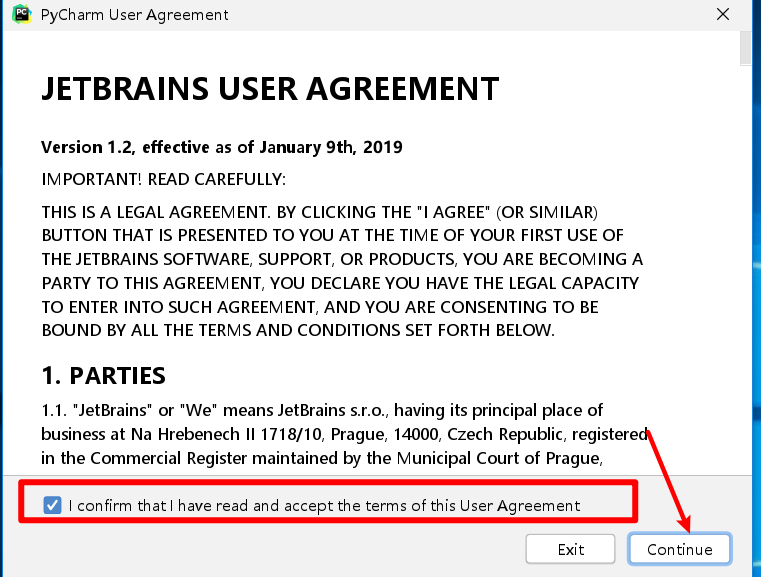 PC
PyCharm User Agreement
JETBRAINS USER AGREEMENT
Version 1.2, effective as of January 9th, 2019
IMPORTANT! READ CAREFULLY:
THIS IS A LEGAL AGREEMENT. BY CLICKING THE "I AGREE" (OR SIMILAR)
BUTTON THAT IS PRESENTED TO YOU AT THE TIME OF YOUR FIRST USE OF
THE JETBRAINS SOFTWARE, SUPPORT, OR PRODUCTS, YOU ARE BECOMING A
PARTY TO THIS AGREEMENT, YOU DECLARE YOU HAVE THE LEGAL CAPACITY
TO ENTER INTO SUCH AGREEMENT, AND YOU ARE CONSENTING TO BE
BOUND BY ALL THE TERMS AND CONDITIONS SET FORTH BELOW.
1. PARTIES
1.1. "JetBrains" or "We" means JetBrains s.r.o., having its principal place of
business at Na Hrebenech II 1718/10, Prague, 14000, Czech Republic, registered
in the Commercial Register maintained by the Municipal Court of Prague,
I confirm that I have read and accept the terms of this User Agreement
Exit
Continue